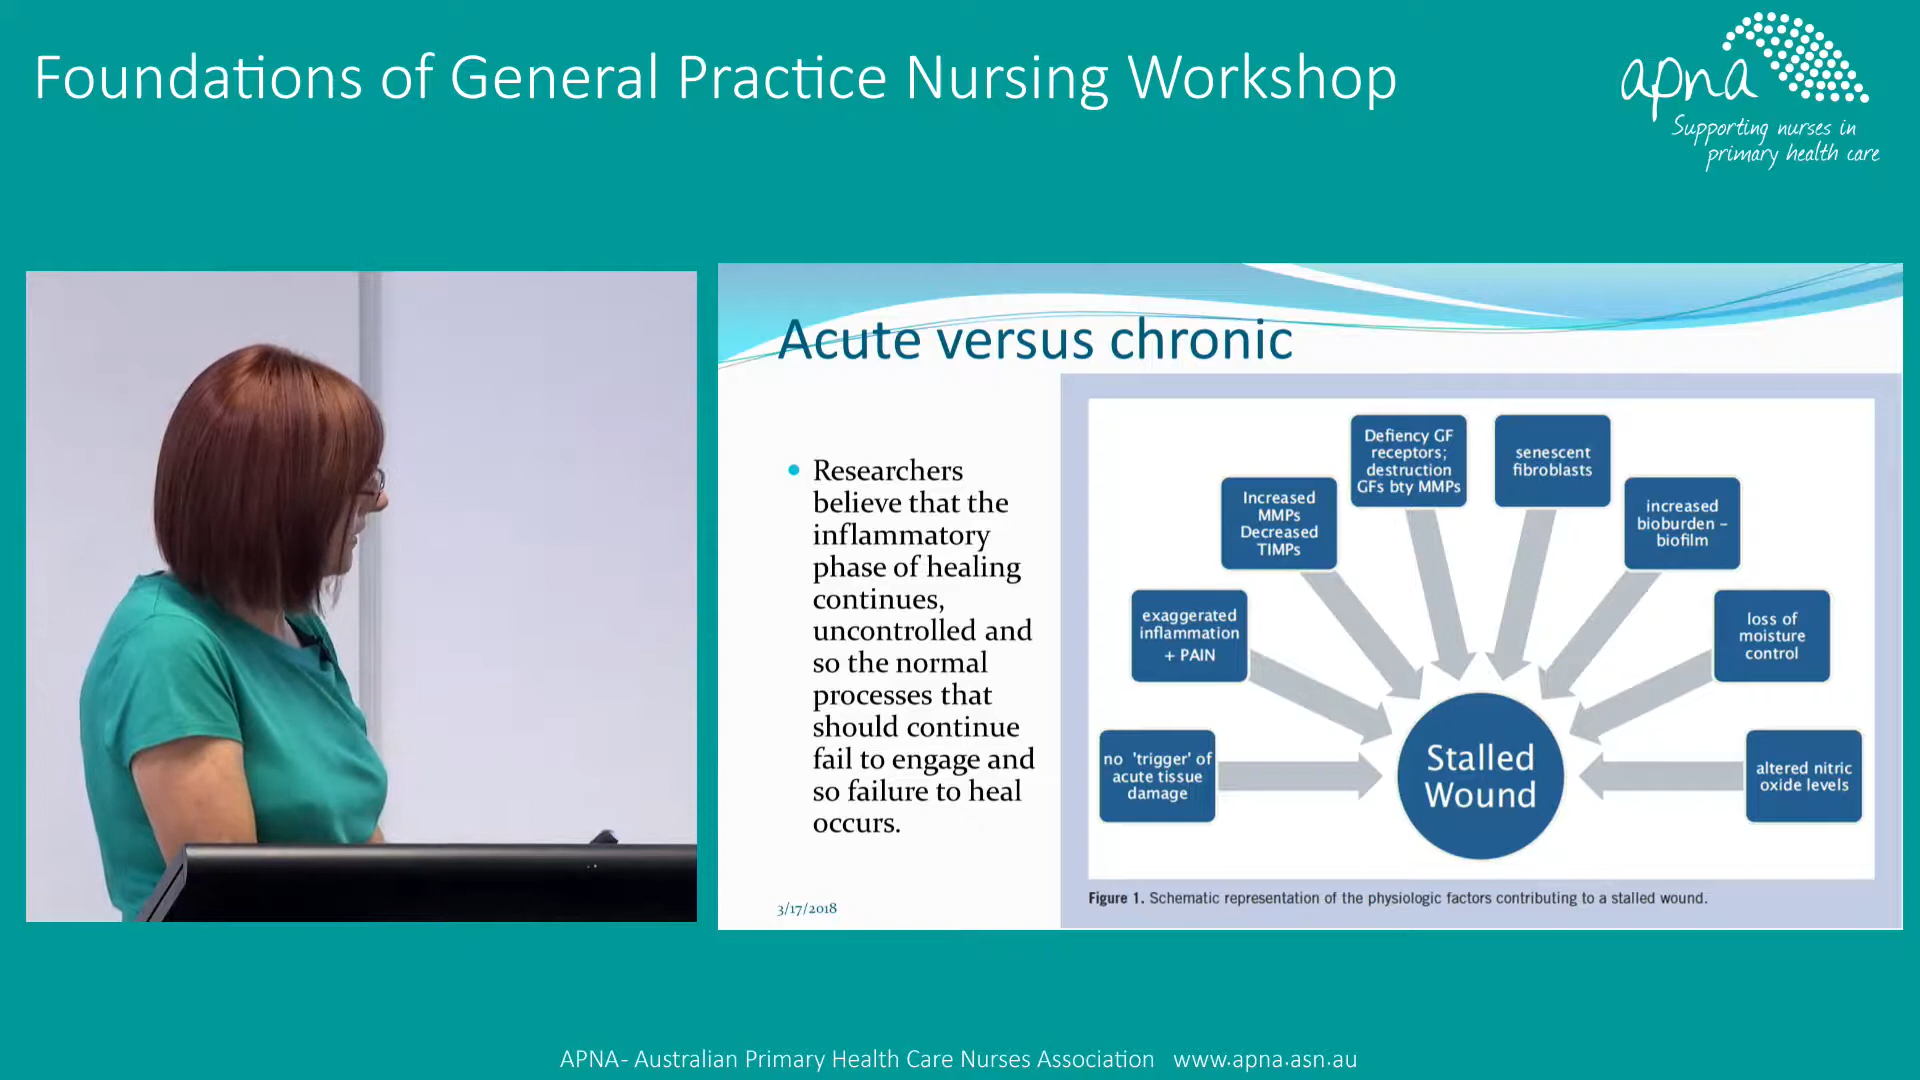 Foundations of General Practice Nursing Workshop
apna
Supporting nurses in
primary health care
Acute versus chronic
Researchers
believe that the
inflammatory
phase of healing
continues,
uncontrolled and
so the normal
processes that
should continue
fail to engage and
so failure to heal
occurs.
3/17/2018
no 'trigger' of
acute tissue
damage
exaggerated
inflammation
+ PAIN
Increased
MMPs
Decreased
TIMPs
Defiency GF
receptors;
destruction
GFs bty MMPs
senescent
fibroblasts
increased
bioburden –
biofilm
loss of
moisture
control
altered nitric
oxide levels
Stalled
Wound
Figure 1. Schematic representation of the physiologic factors contributing to a stalled wound.
APNA- Australian Primary Health Care Nurses Association www.apna.asn.au